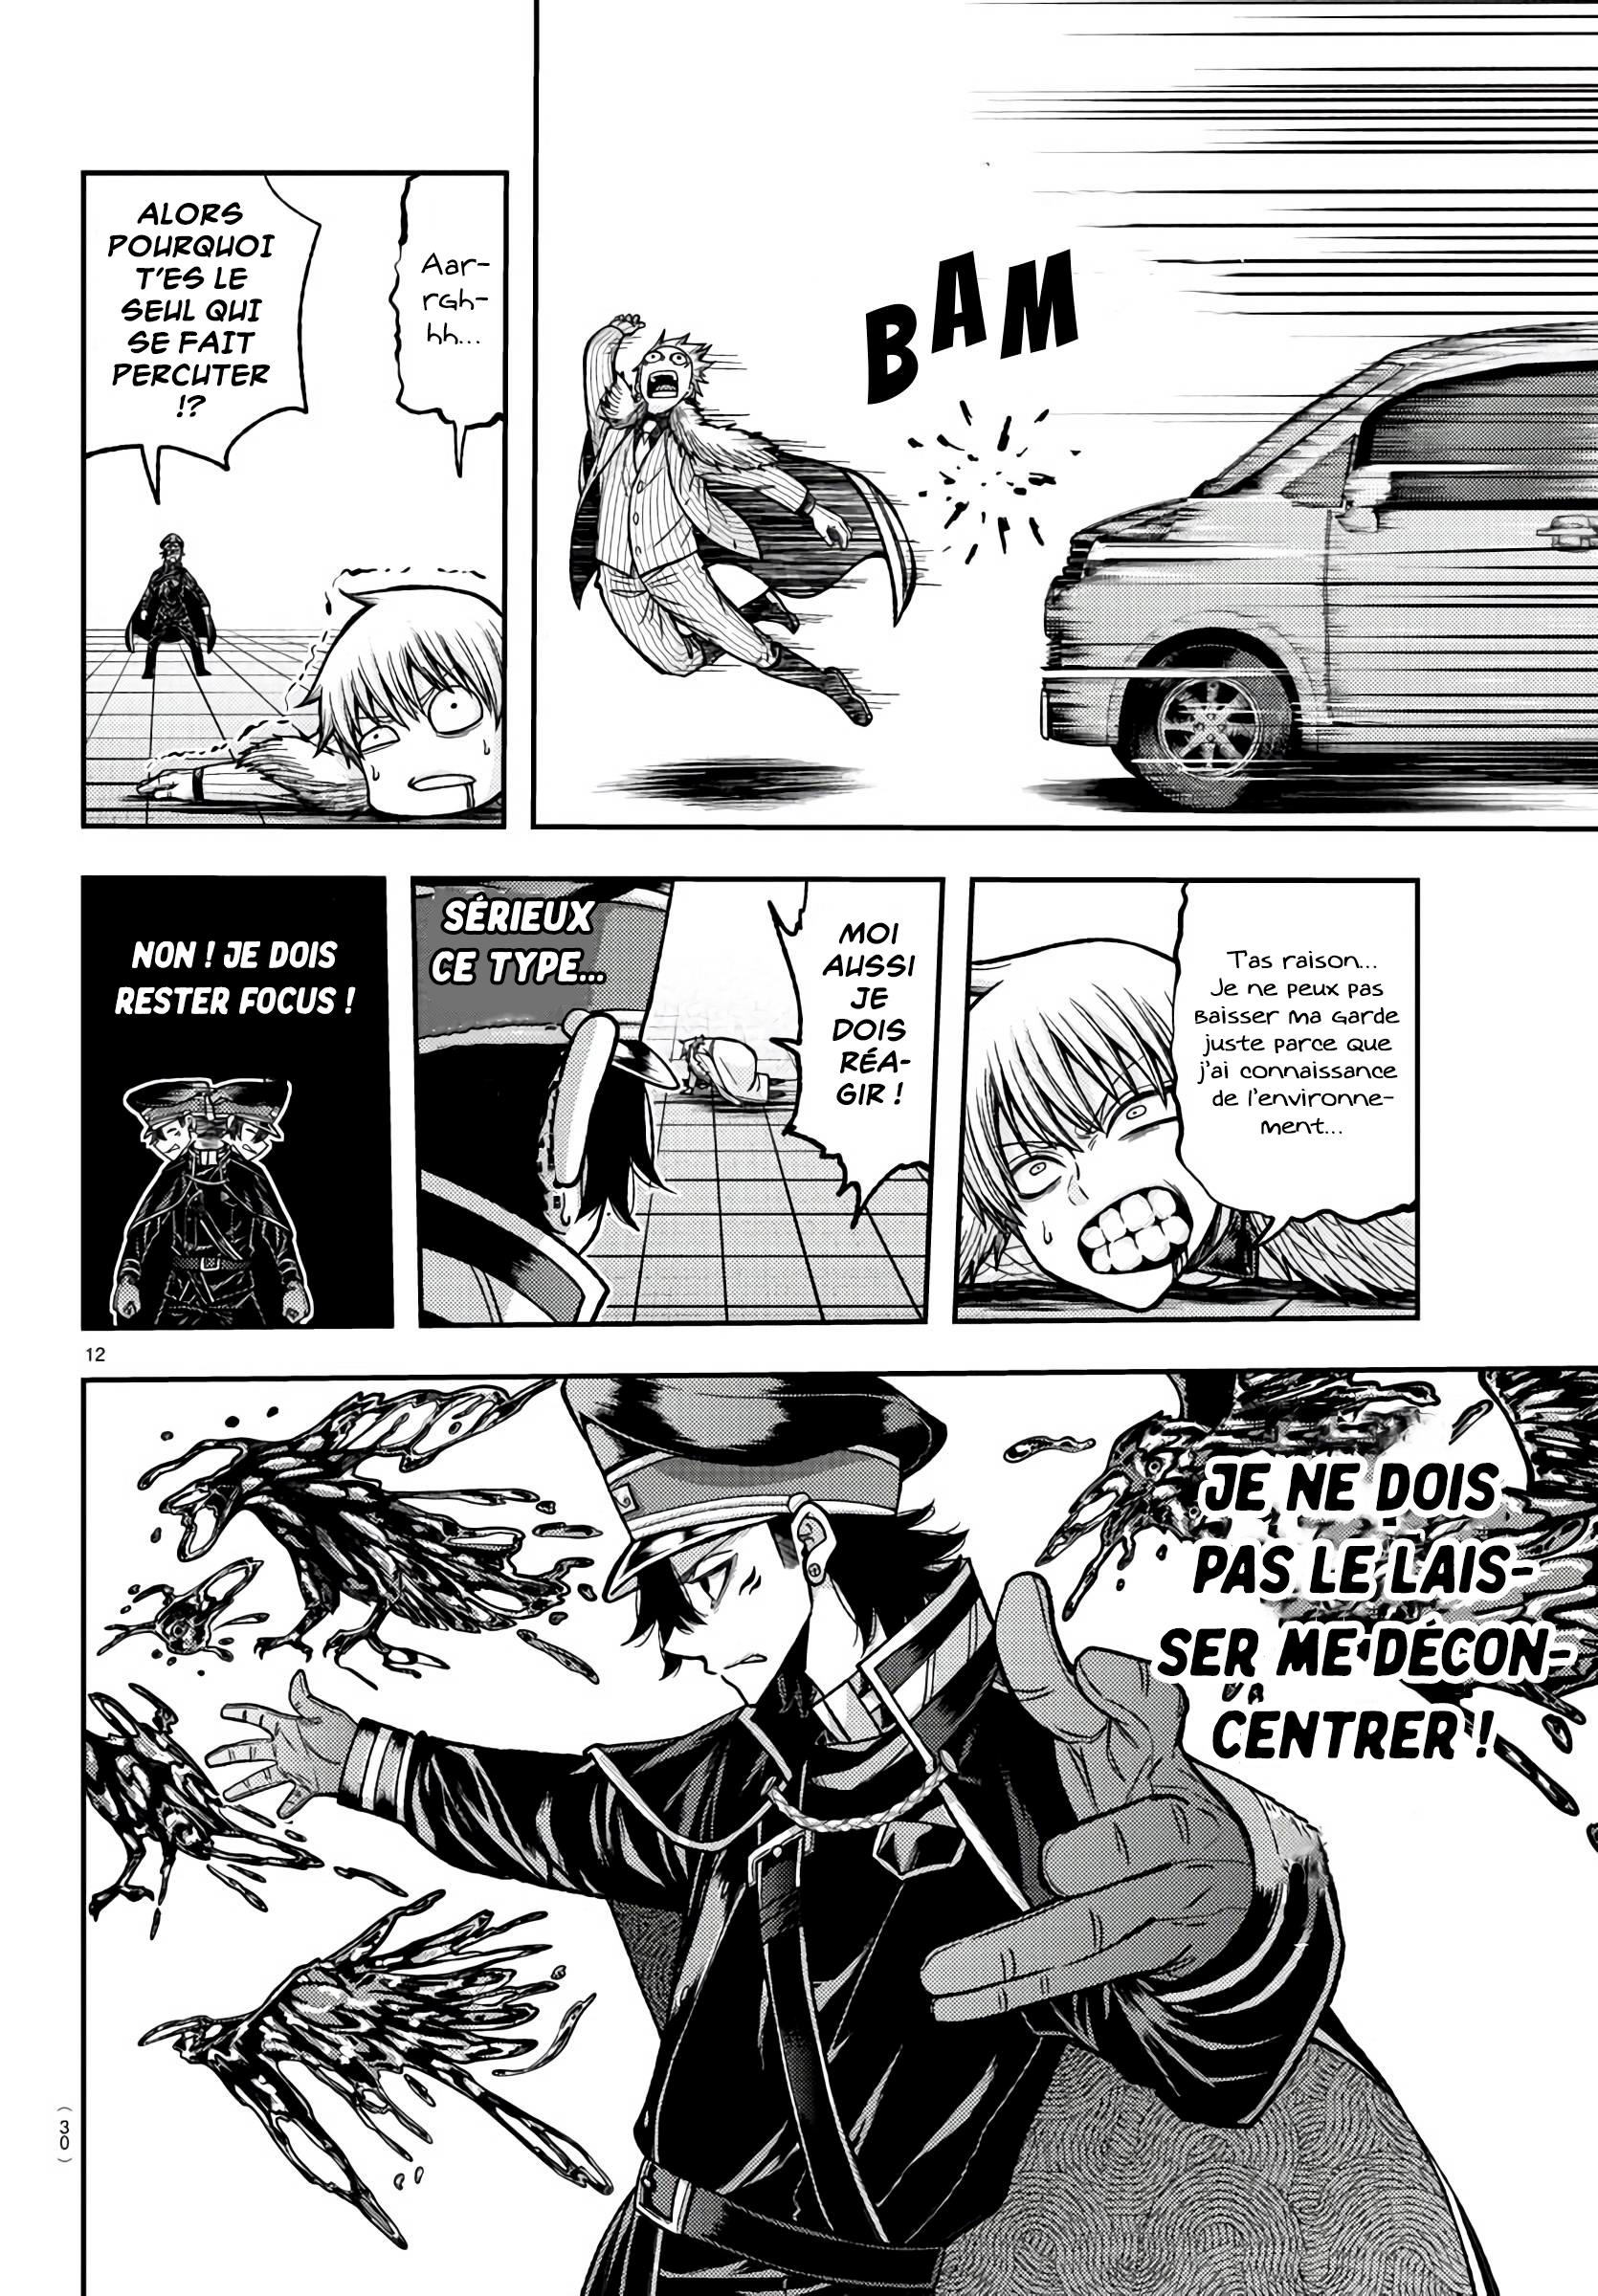 BAM
Aar-
rgh-
hh...
ALORS
POURQUOI
T'ES LE
SEUL QUI
SE FAIT
PERCUTER
!?
T'as raison...
Je ne peux pas
Baisser ma garde
juste parce que
j'ai connaissance
de l'environne-
ment...
MOI
AUSSI
JE
DOIS
RÉA-
GIR !
SÉRIEUX
CE TYPE...
NON ! JE DOIS
RESTER FOCUS !
12
JE NE DOIS
PAS LE LAIS-
SER ME DÉCON-
CENTRER !
(30)